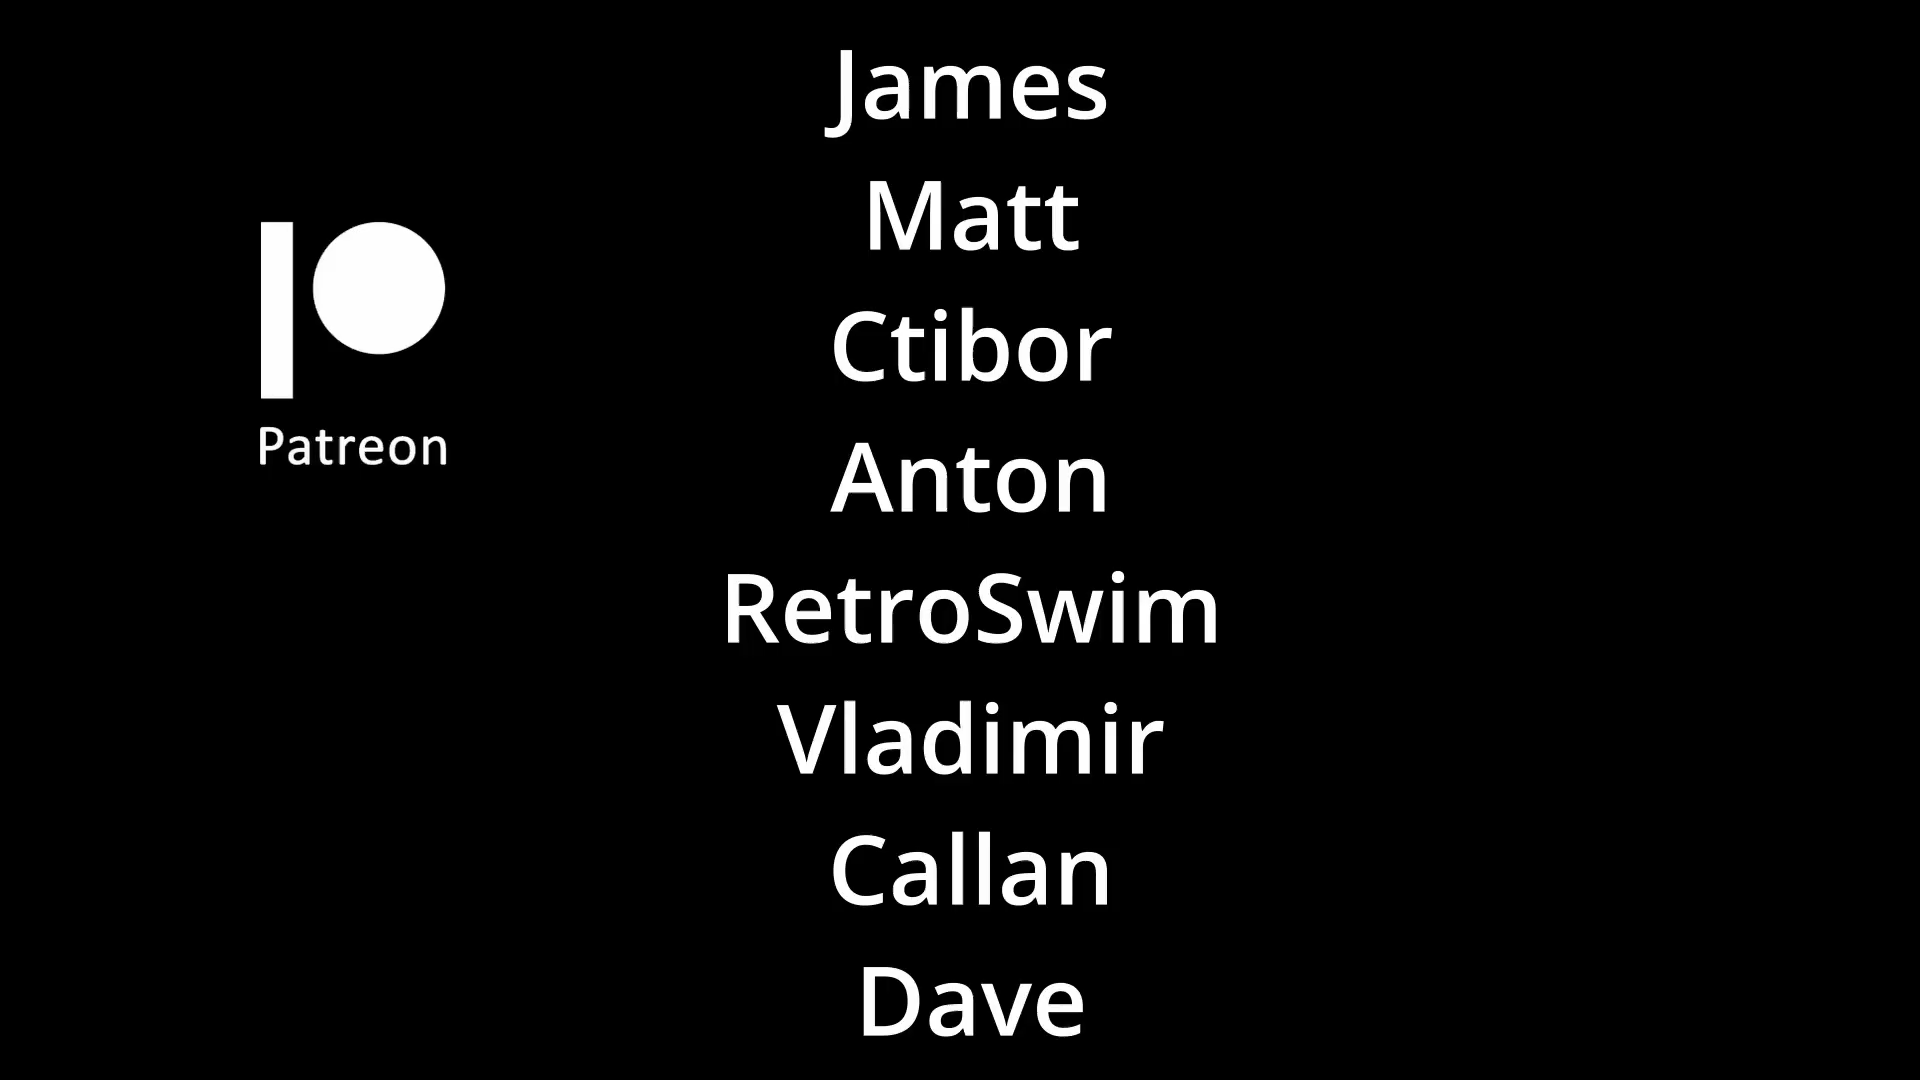 Patreon
James
Matt
Ctibor
Anton
RetroSwim
Vladimir
Callan
Dave